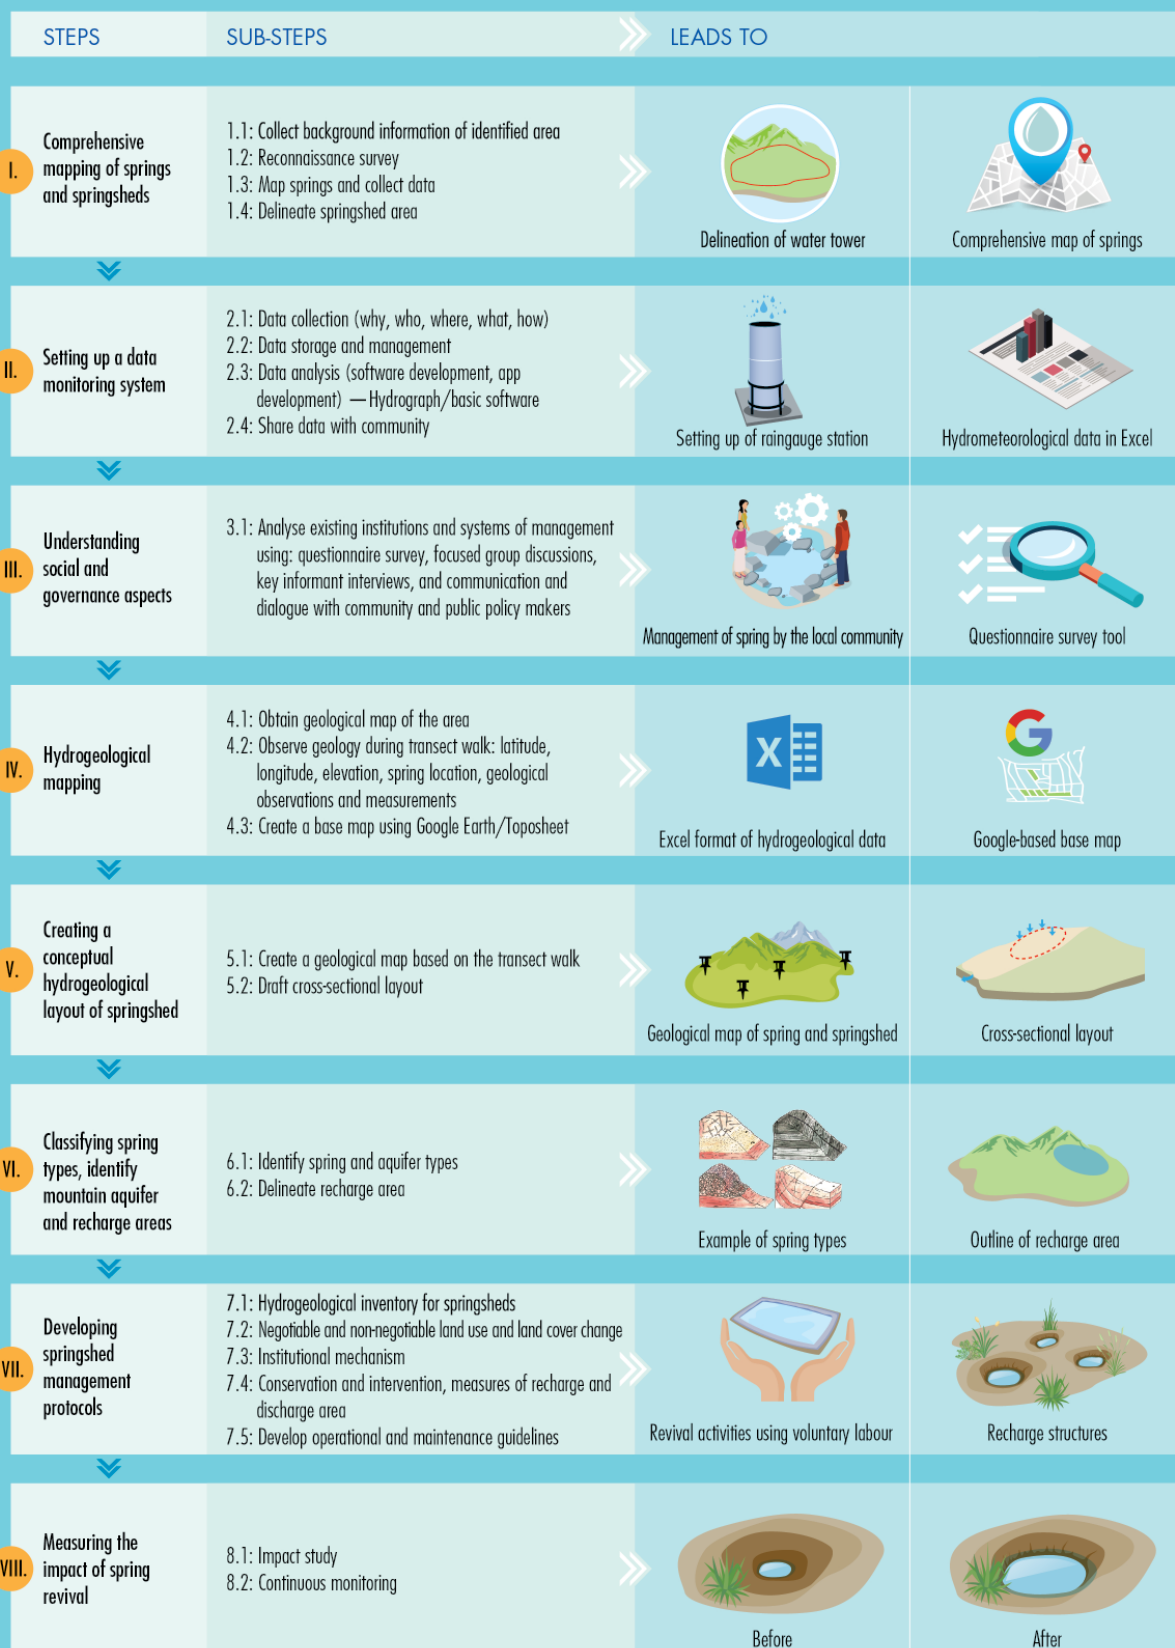 STEPS
SUB-STEPS
LEADS TO
I.
Comprehensive
mapping of springs
and springsheds
1.1: Collect background information of identified area
1.2: Reconnaissance survey
1.3: Map springs and collect data
1.4: Delineate springshed area
Delineation of water tower
Comprehensive map of springs
II.
Setting up a data
monitoring system
2.1: Data collection (why, who, where, what, how)
2.2: Data storage and management
2.3: Data analysis (software development, app
development) — Hydrograph/basic software
2.4: Share data with community
Setting up of raingauge station
Hydrometeorological data in Excel
III.
Understanding
social and
governance aspects
3.1: Analyse existing institutions and systems of management
using: questionnaire survey, focused group discussions,
key informant interviews, and communication and
dialogue with community and public policy makers
Management of spring by the local community
Questionnaire survey tool
IV.
Hydrogeological
mapping
4.1: Obtain geological map of the area
4.2: Observe geology during transect walk: latitude,
longitude, elevation, spring location, geological
observations and measurements
4.3: Create a base map using Google Earth/Toposheet
X
Excel format of hydrogeological data
G
Google-based base map
V.
Creating a
conceptual
hydrogeological
layout of springshed
5.1: Create a geological map based on the transect walk
5.2: Draft cross-sectional layout
Geological map of spring and springshed
Cross-sectional layout
VI.
Classifying spring
types, identify
mountain aquifer
and recharge areas
6.1: Identify spring and aquifer types
6.2: Delineate recharge area
Example of spring types
Outline of recharge area
VII.
Developing
springshed
management
protocols
7.1: Hydrogeological inventory for springsheds
7.2: Negotiable and non-negotiable land use and land cover change
7.3: Institutional mechanism
7.4: Conservation and intervention, measures of recharge and
discharge area
7.5: Develop operational and maintenance guidelines
Revival activities using voluntary labour
Recharge structures
VIII.
Measuring the
impact of spring
revival
8.1: Impact study
8.2: Continuous monitoring
Before
After